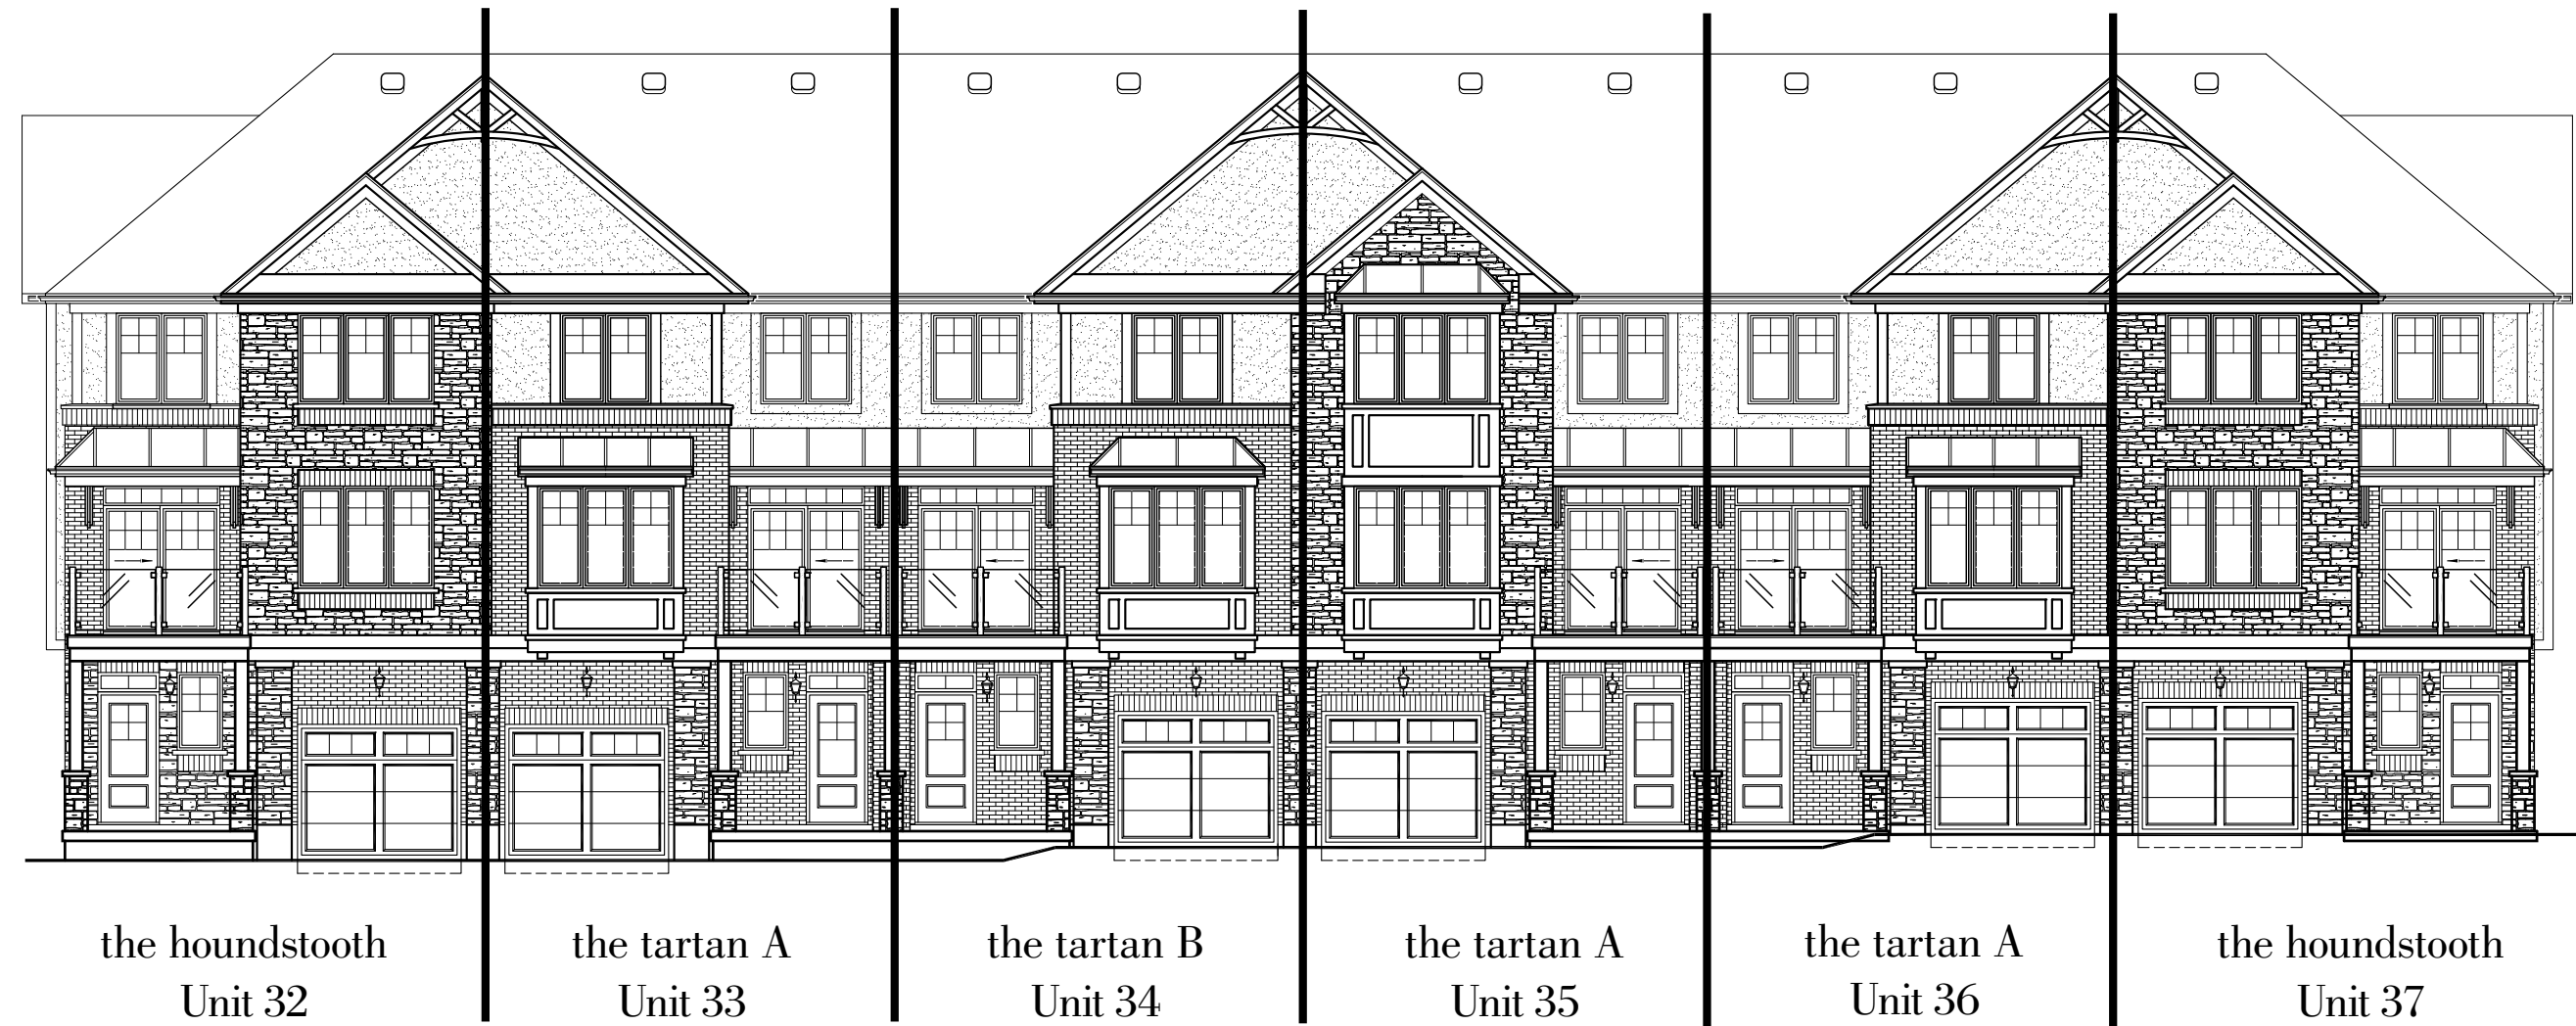 the houndstooth
Unit 32
the tartan A
Unit 33
the tartan B
Unit 34
the tartan A
Unit 35
the tartan A
Unit 36
the houndstooth
Unit 37